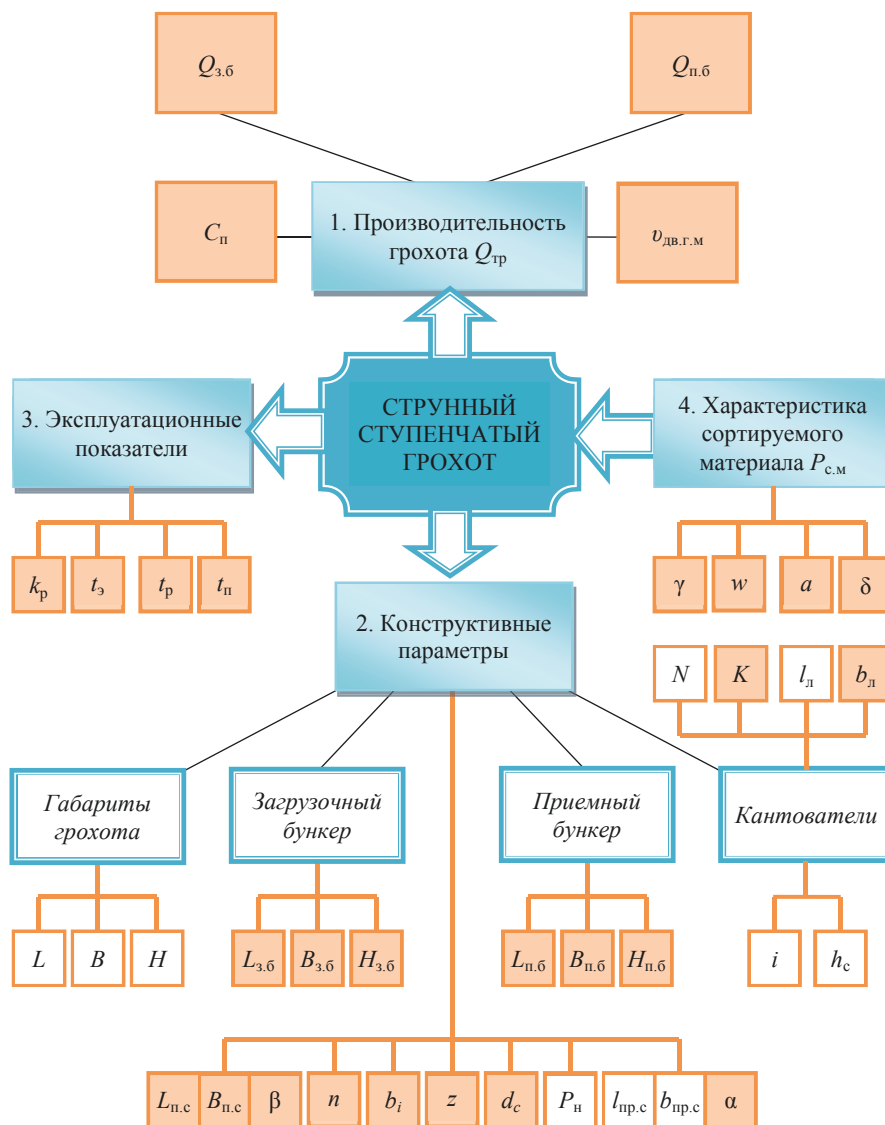 Qз.б
Qп.б
Cп
1. Производительность
грохота Qтр
υдв.г.м
3. Эксплуатационные
показатели
СТРУННЫЙ
СТУПЕНЧАТЫЙ
ГРОХОТ
4. Характеристика
сортируемого
материала Pс.м
kр
tэ
tр
tп
γ
w
a
δ
2. Конструктивные
параметры
N
K
lл
bл
Габариты
грохота
Загрузочный
бункер
Приемный
бункер
Кантователи
L
B
H
Lз.б
Bз.б
Hз.б
Lп.б
Bп.б
Hп.б
i
hс
Lп.с
Bп.с
β
n
bi
z
dc
Pн
lпр.с
bпр.с
α